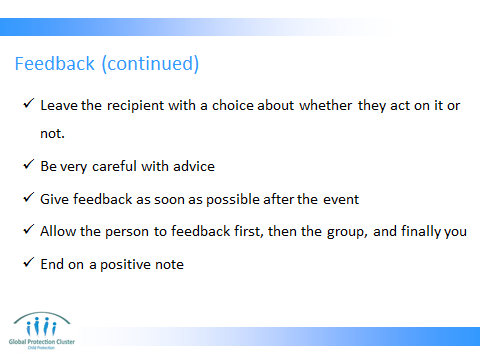 Feedback (continued)
✓ Leave the recipient with a choice about whether they act on it or
not.
✓ Be very careful with advice
✓ Give feedback as soon as possible after the event
✓ Allow the person to feedback first, then the group, and finally you
✓ End on a positive note
Global Protection Cluster
Child Protection